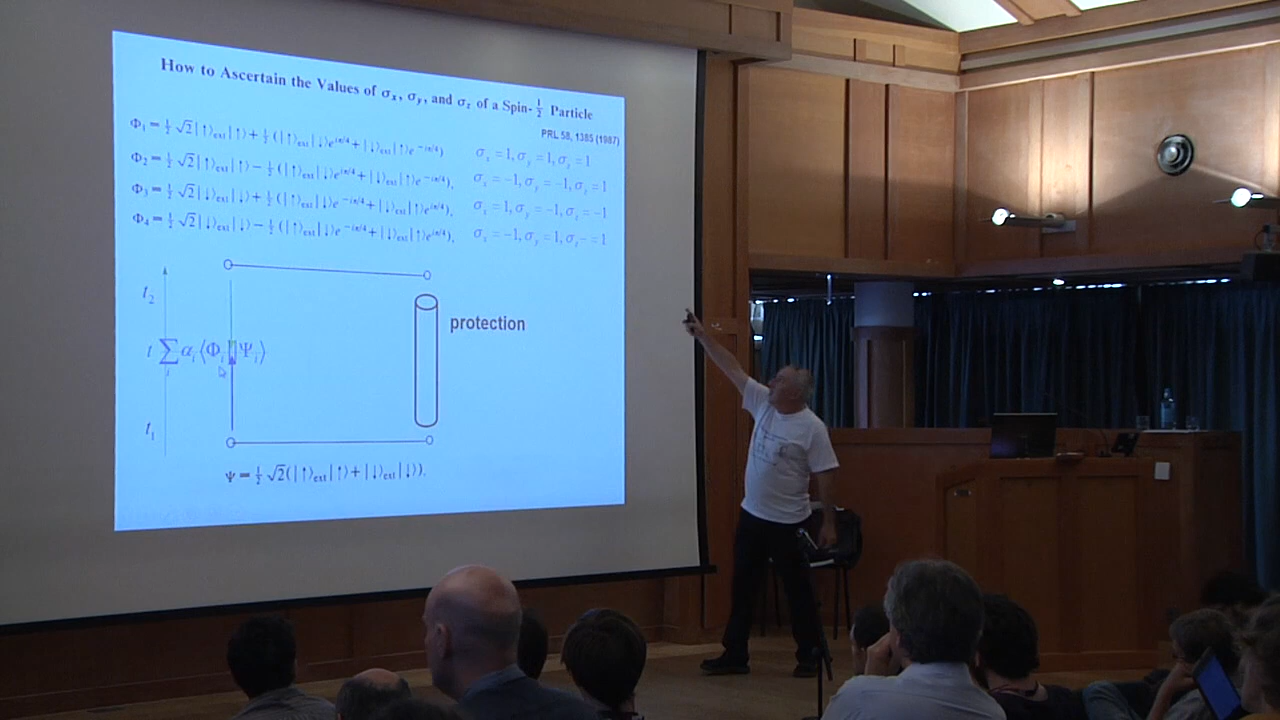 How to Ascertain the Values of σx, σy, and σz of a Spin-½ Particle
PRL 58, 1385 (1987)
Φ1 = ½ √2|↑⟩ext|↑⟩ + ½ (|↑⟩ext|↓⟩e^{iπ/4} + |↓⟩ext|↑⟩e^{-iπ/4}) σx = 1, σy = 1, σz = 1
Φ2 = ½ √2|↑⟩ext|↑⟩ − ½ (|↑⟩ext|↓⟩e^{iπ/4} + |↓⟩ext|↑⟩e^{-iπ/4}), σx = −1, σy = −1, σz = 1
Φ3 = ½ √2|↓⟩ext|↓⟩ + ½ (|↑⟩ext|↓⟩e^{-iπ/4} + |↓⟩ext|↑⟩e^{iπ/4}), σx = 1, σy = −1, σz = −1
Φ4 = ½ √2|↓⟩ext|↓⟩ − ½ (|↑⟩ext|↓⟩e^{-iπ/4} + |↓⟩ext|↑⟩e^{iπ/4}), σx = −1, σy = 1, σz − = 1
t2
protection
t ∑i αi ⟨Φi| Ψi⟩
t1
Ψ = ½ √2(|↑⟩ext|↑⟩ + |↓⟩ext|↓⟩).